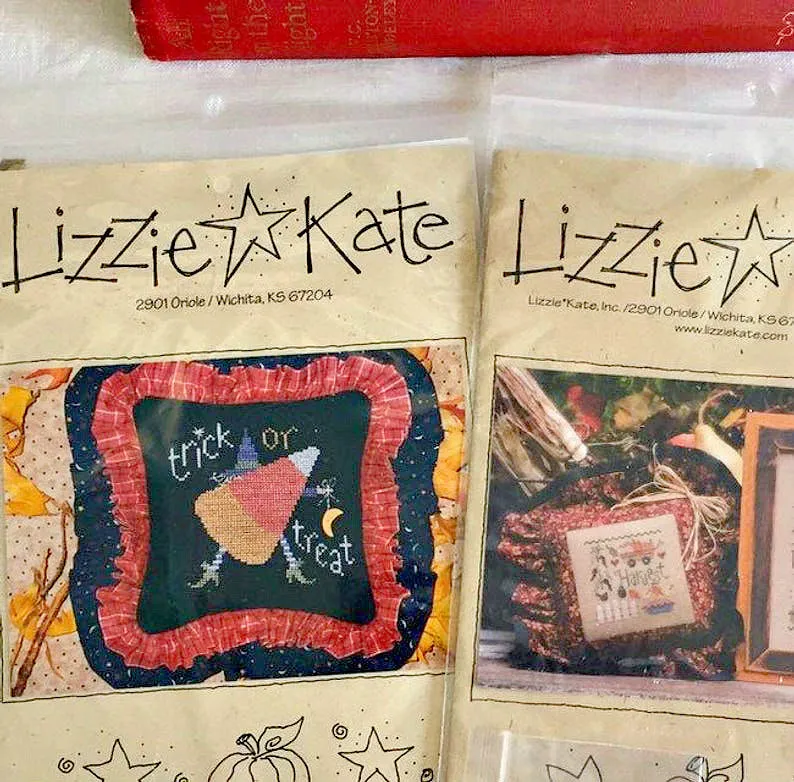 Lizzie Kate
2901 Oriole / Wichita, KS 67204
trick or
treat
Lizzie
Lizzie*Kate, Inc. /2901 Oriole / Wichita, KS 67
www.lizziekate.com
Harvest